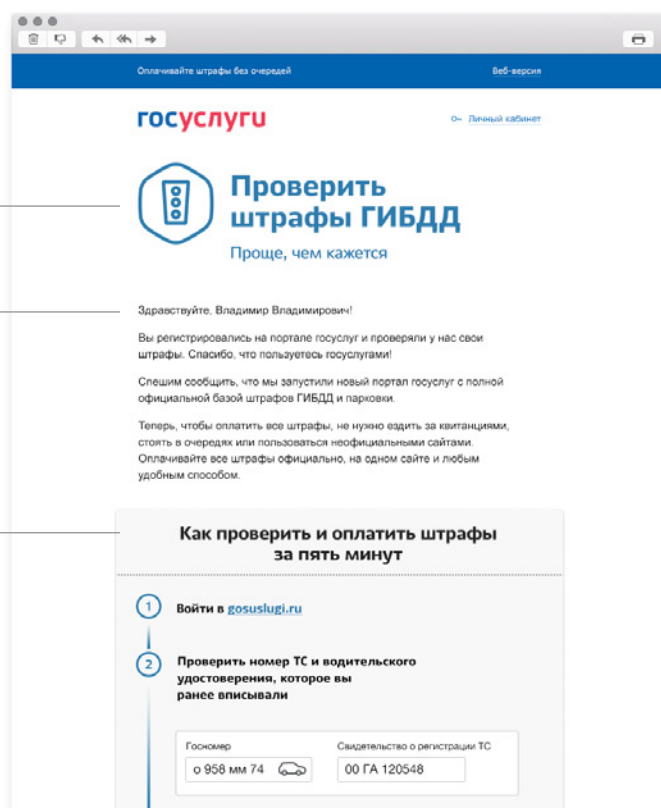 Оплачивайте штрафы без очередей
Веб-версия
госуслуги
Личный кабинет
Проверить
штрафы ГИБДД
Проще, чем кажется
Здравствуйте, Владимир Владимирович!
Вы регистрировались на портале госуслуг и проверяли у нас свои
штрафы. Спасибо, что пользуетесь госуслугами!
Спешим сообщить, что мы запустили новый портал госуслуг с полной
официальной базой штрафов ГИБДД и парковки.
Теперь, чтобы оплатить все штрафы, не нужно ездить за квитанциями,
стоять в очередях или пользоваться неофициальными сайтами.
Оплачивайте все штрафы официально, на одном сайте и любым
удобным способом.
Как проверить и оплатить штрафы
за пять минут
1
Войти в gosuslugi.ru
2
Проверить номер ТС и водительского
удостоверения, которое вы
ранее вписывали
Госномер
Свидетельство о регистрации ТС
о 958 мм 74
00 ГА 120548